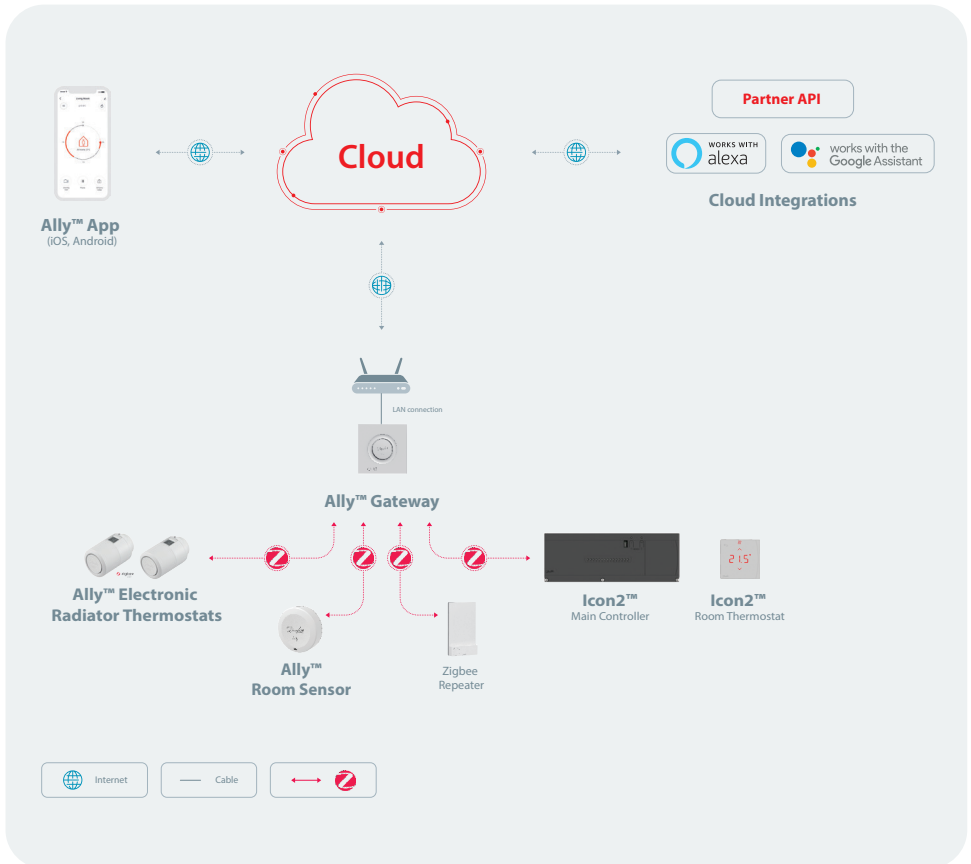 Cloud
Partner API
WORKS WITH
alexa
works with the
Google Assistant
Cloud Integrations
Ally™ App
(iOS, Android)
LAN connection
Ally™ Gateway
Ally™ Electronic
Radiator Thermostats
Ally™
Room Sensor
Zigbee
Repeater
Icon2™
Main Controller
21.5°
Icon2™
Room Thermostat
Internet
Cable